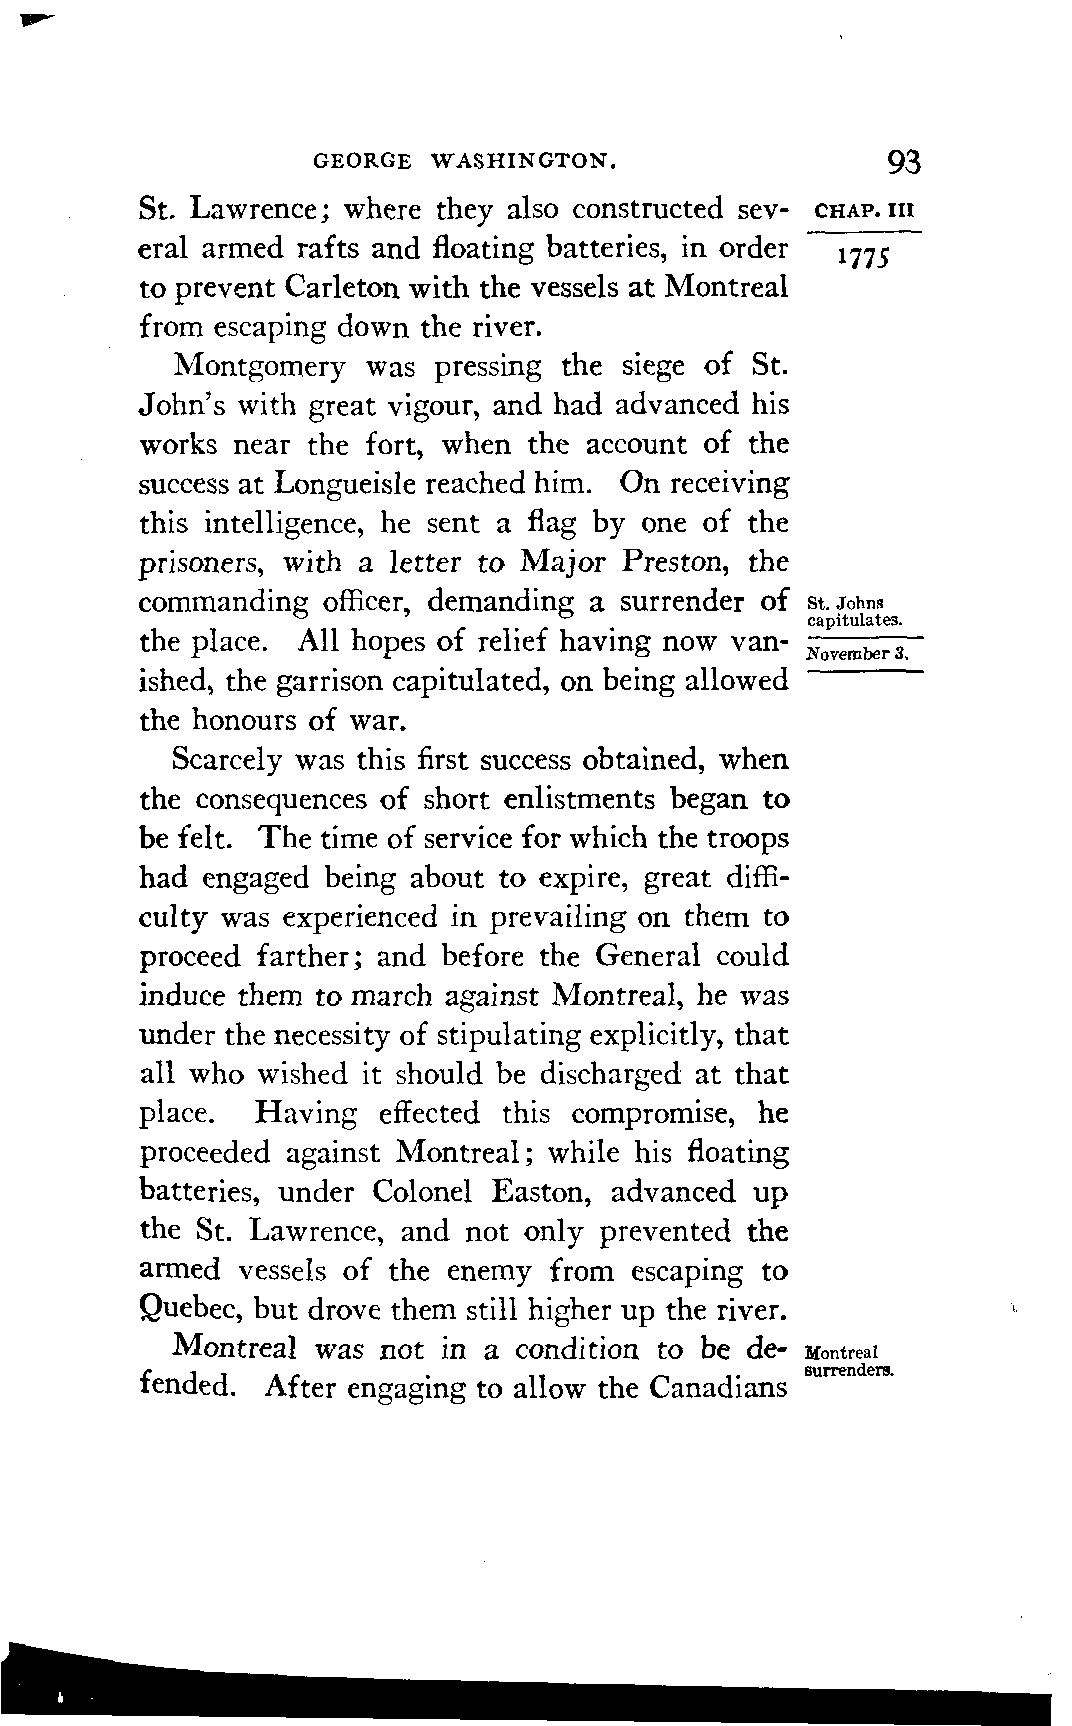 GEORGE WASHINGTON. 93
St. Lawrence; where they also constructed sev- CHAP. III
eral armed rafts and floating batteries, in order 1775
to prevent Carleton with the vessels at Montreal
from escaping down the river.
Montgomery was pressing the siege of St.
John's with great vigour, and had advanced his
works near the fort, when the account of the
success at Longueisle reached him. On receiving
this intelligence, he sent a flag by one of the
prisoners, with a letter to Major Preston, the
commanding officer, demanding a surrender of
St. Johns
capitulates.
the place. All hopes of relief having now van-
November 3.
ished, the garrison capitulated, on being allowed
the honours of war.
Scarcely was this first success obtained, when
the consequences of short enlistments began to
be felt. The time of service for which the troops
had engaged being about to expire, great diffi-
culty was experienced in prevailing on them to
proceed farther; and before the General could
induce them to march against Montreal, he was
under the necessity of stipulating explicitly, that
all who wished it should be discharged at that
place. Having effected this compromise, he
proceeded against Montreal; while his floating
batteries, under Colonel Easton, advanced up
the St. Lawrence, and not only prevented the
armed vessels of the enemy from escaping to
Quebec, but drove them still higher up the river.
Montreal was not in a condition to be de-
Montreal
surrenders.
fended. After engaging to allow the Canadians